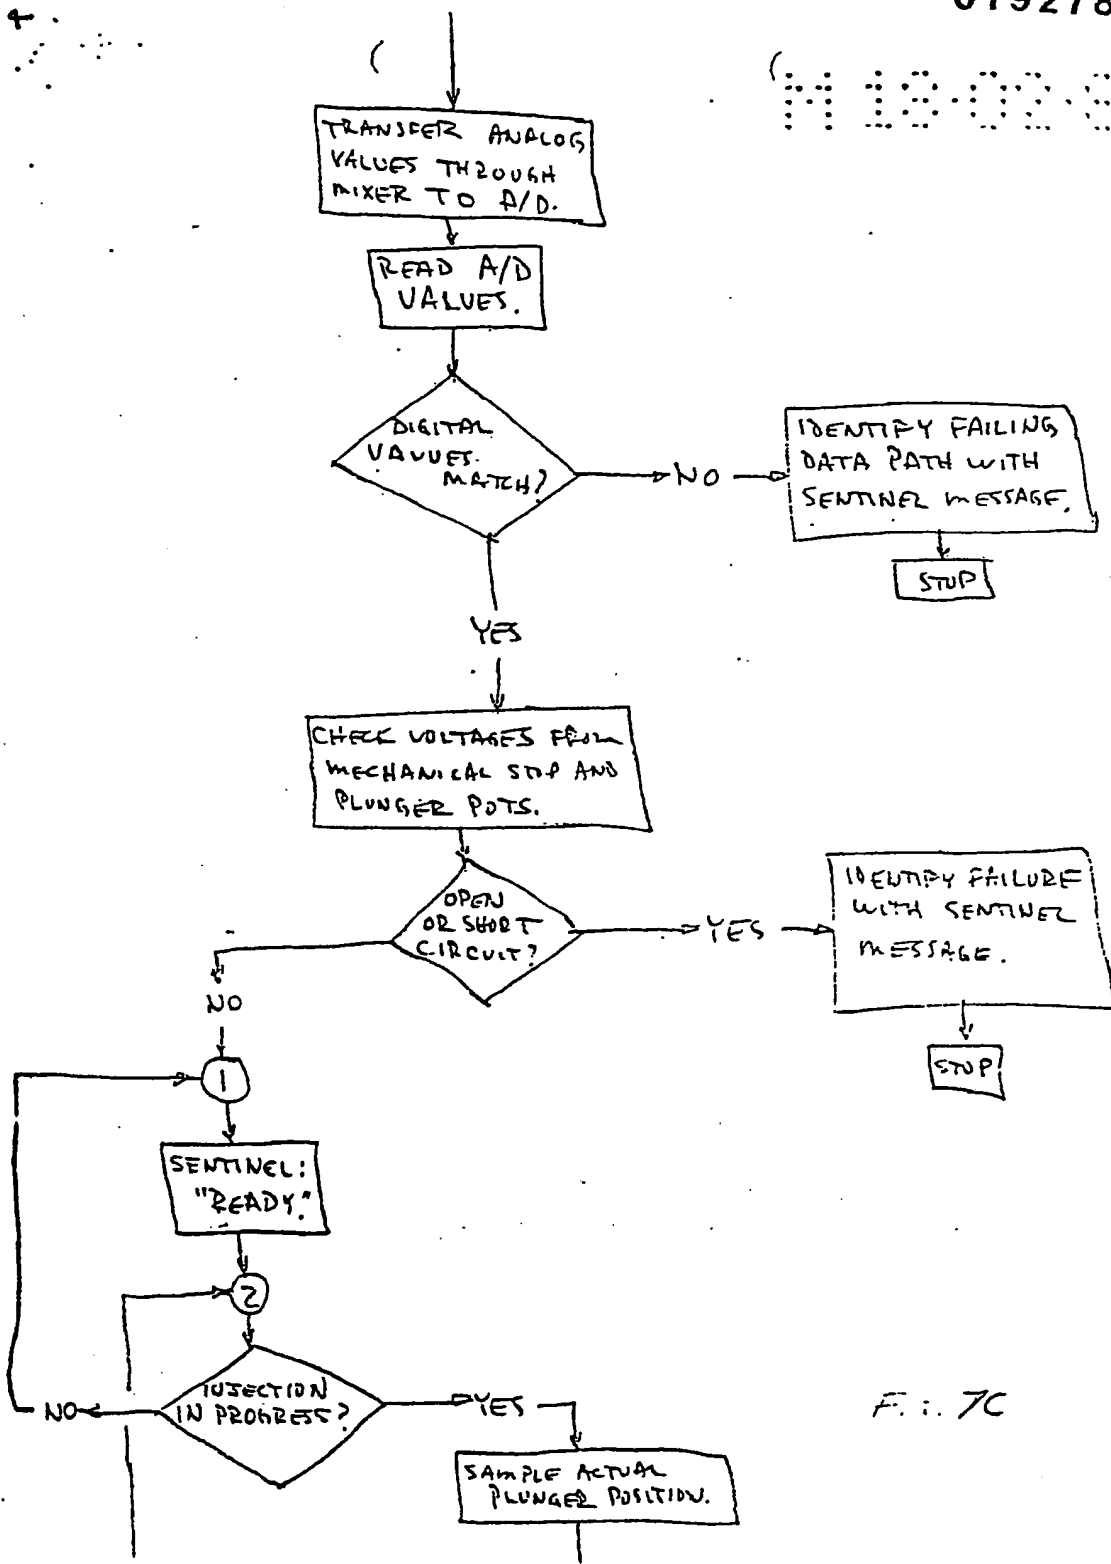 TRANSFER ANALOG
VALUES THROUGH
MIXER TO A/D.
READ A/D
VALUES.
DIGITAL
VALUES
MATCH?
NO
IDENTIFY FAILING
DATA PATH WITH
SENTINEL MESSAGE.
STOP
YES
CHECK VOLTAGES FROM
MECHANICAL STOP AND
PLUNGER POTS.
OPEN
OR SHORT
CIRCUIT?
YES
IDENTIFY FAILURE
WITH SENTINEL
MESSAGE.
STOP
NO
1
SENTINEL:
"READY."
2
INJECTION
IN PROGRESS?
NO
YES
SAMPLE ACTUAL
PLUNGER POSITION.
7C